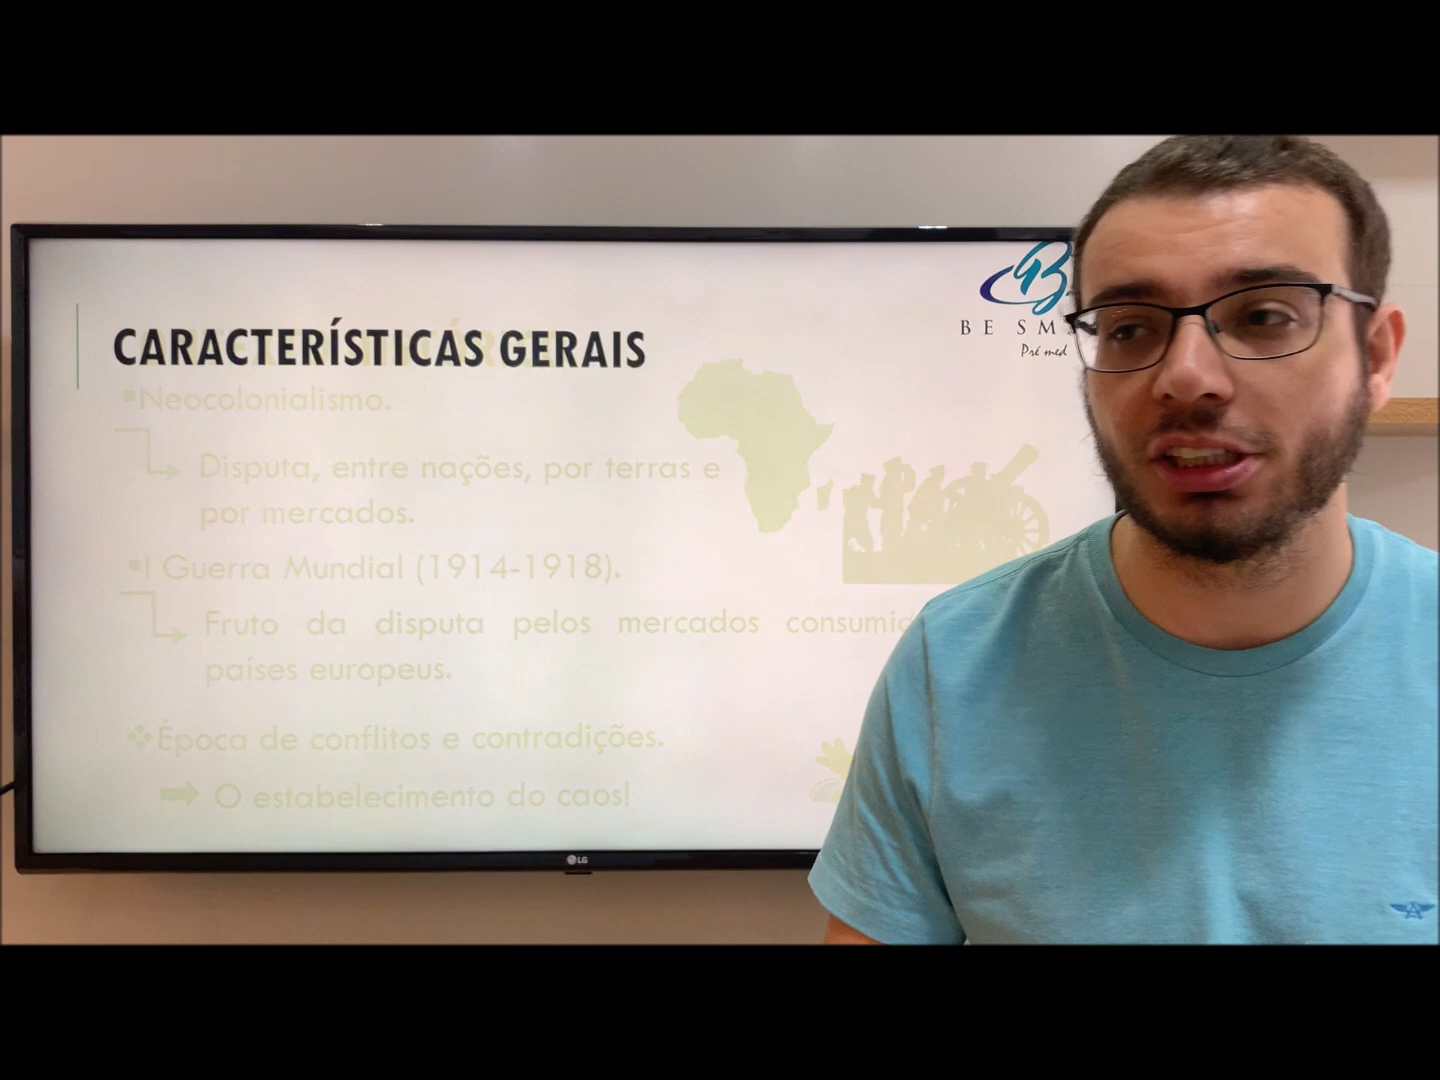 BE SM
Pré med
CARACTERÍSTICAS GERAIS
▪Neocolonialismo.
Disputa, entre nações, por terras e
por mercados.
▪I Guerra Mundial (1914-1918).
Fruto da disputa pelos mercados
países europeus.
❖Época de conflitos e contradições.
O estabelecimento do caos!
LG